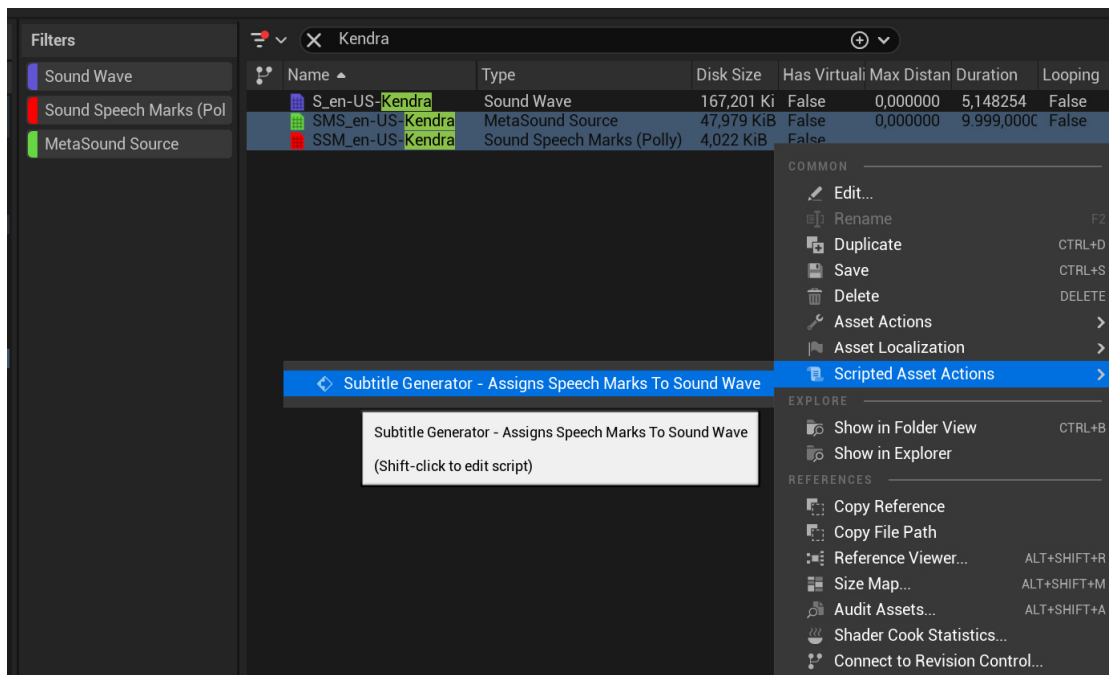 Filters
Sound Wave
Sound Speech Marks (Pol
MetaSound Source
Kendra
Name Type Disk Size Has Virtuali Max Distan Duration Looping
S_en-US-Kendra Sound Wave 167,201 Ki False 0,000000 5,148254 False
SMS_en-US-Kendra MetaSound Source 47,979 KiB False 0,000000 9.999,000 False
SSM_en-US-Kendra Sound Speech Marks (Polly) 4,022 KiB False
COMMON
Edit...
Rename F2
Duplicate CTRL+D
Save CTRL+S
Delete DELETE
Asset Actions
Asset Localization
Scripted Asset Actions
Subtitle Generator - Assigns Speech Marks To Sound Wave
Subtitle Generator - Assigns Speech Marks To Sound Wave
(Shift-click to edit script)
EXPLORE
Show in Folder View CTRL+B
Show in Explorer
REFERENCES
Copy Reference
Copy File Path
Reference Viewer... ALT+SHIFT+R
Size Map... ALT+SHIFT+M
Audit Assets... ALT+SHIFT+A
Shader Cook Statistics...
Connect to Revision Control...